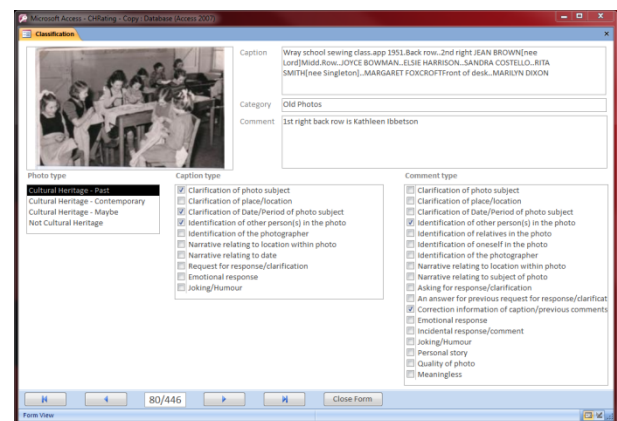 Microsoft Access - CHRating - Copy : Database (Access 2007)
Classification
Caption
Wray school sewing class.app 1951.Back row..2nd right JEAN BROWN[nee
Lord]Midd.Row..JOYCE BOWMAN..ELSIE HARRISON..SANDRA COSTELLO..RITA
SMITH[nee Singleton]..MARGARET FOXCROFTFront of desk..MARILYN DIXON
Category
Old Photos
Comment
1st right back row is Kathleen Ibbetson
Photo type
Cultural Heritage - Past
Cultural Heritage - Contemporary
Cultural Heritage - Maybe
Not Cultural Heritage
Caption type
Clarification of photo subject
Clarification of place/location
Clarification of Date/Period of photo subject
Identification of other person(s) in the photo
Identification of the photographer
Narrative relating to location within photo
Narrative relating to date
Request for response/clarification
Emotional response
Joking/Humour
Comment type
Clarification of photo subject
Clarification of place/location
Clarification of Date/Period of photo subject
Identification of other person(s) in the photo
Identification of relatives in the photo
Identification of oneself in the photo
Identification of the photographer
Narrative relating to location within photo
Narrative relating to subject of photo
Asking for response/clarification
An answer for previous request for response/clarificat
Correction information of caption/previous comments
Emotional response
Incidental response/comment
Joking/Humour
Personal story
Quality of photo
Meaningless
80/446
Close Form
Form View